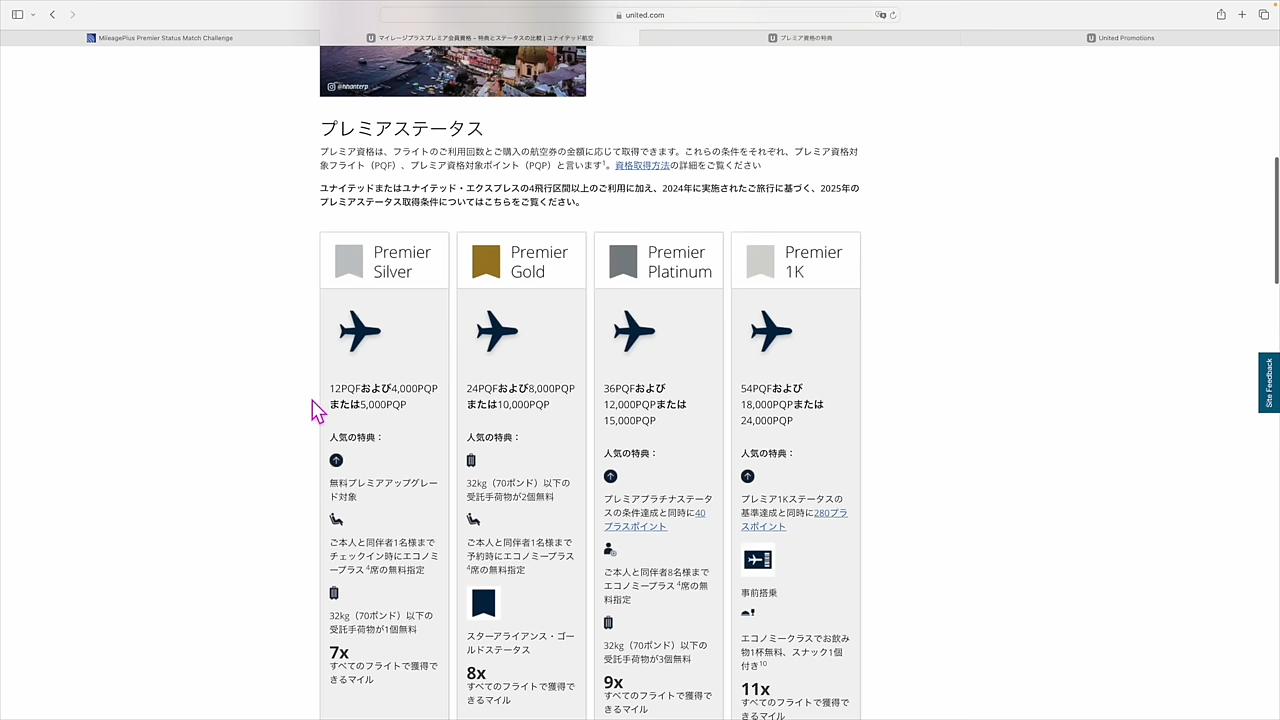 united.com
MileagePlus Premier Status Match Challenge
マイレージプラスプレミア会員資格 – 特典とステータスの比較 | ユナイテッド航空
プレミア資格の特典
United Promotions
@hhanterp
プレミアステータス
プレミア資格は、フライトのご利用回数とご購入の航空券の金額に応じて取得できます。これらの条件をそれぞれ、プレミア資格対
象フライト（PQF）、プレミア資格対象ポイント（PQP）と言います1。資格取得方法の詳細をご覧ください
ユナイテッドまたはユナイテッド・エクスプレスの4飛行区間以上のご利用に加え、2024年に実施されたご旅行に基づく、2025年の
プレミアステータス取得条件についてはこちらをご覧ください。
Premier
Silver
12PQFおよび4,000PQP
または5,000PQP
人気の特典：
無料プレミアアップグレー
ド対象
ご本人と同伴者1名様まで
チェックイン時にエコノミ
ープラス4席の無料指定
32kg（70ポンド）以下の
受託手荷物が1個無料
7x
すべてのフライトで獲得で
きるマイル
Premier
Gold
24PQFおよび8,000PQP
または10,000PQP
人気の特典：
32kg（70ポンド）以下の
受託手荷物が2個無料
ご本人と同伴者1名様まで
予約時にエコノミープラス
4席の無料指定
スターアライアンス・ゴー
ルドステータス
8x
すべてのフライトで獲得で
きるマイル
Premier
Platinum
36PQFおよび
12,000PQPまたは
15,000PQP
人気の特典：
プレミアプラチナステータ
スの条件達成と同時に40
プラスポイント
ご本人と同伴者8名様まで
エコノミープラス4席の無
料指定
32kg（70ポンド）以下の
受託手荷物が3個無料
9x
すべてのフライトで獲得で
きるマイル
Premier
1K
54PQFおよび
18,000PQPまたは
24,000PQP
人気の特典：
プレミア1Kステータスの
基準達成と同時に280プラ
スポイント
事前搭乗
エコノミークラスでお飲み
物1杯無料、スナック1個
付き10
11x
すべてのフライトで獲得で
きるマイル
Site Feedback